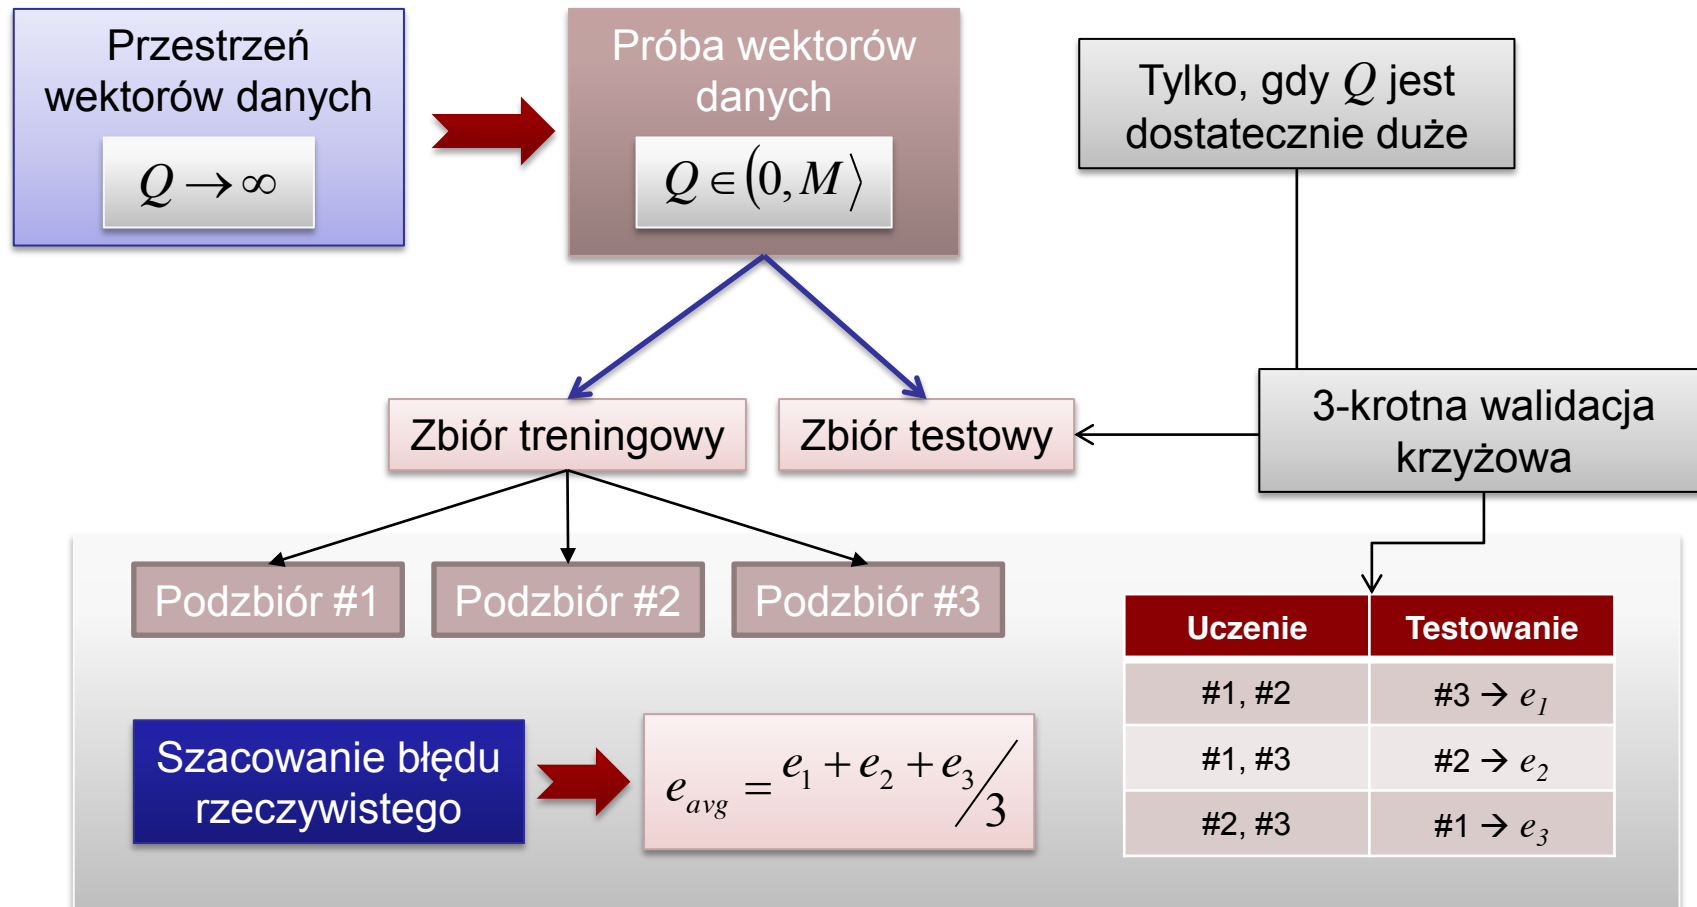 Przestrzeń
wektorów danych
Q → ∞
Próba wektorów
danych
Q ∈ (0, M⟩
Tylko, gdy Q jest
dostatecznie duże
Zbiór treningowy
Zbiór testowy
3-krotna walidacja
krzyżowa
Podzbiór #1
Podzbiór #2
Podzbiór #3
Uczenie Testowanie
#1, #2 #3 → e₁
#1, #3 #2 → e₂
#2, #3 #1 → e₃
Szacowanie błędu
rzeczywistego
e_avg = e₁ + e₂ + e₃ / 3